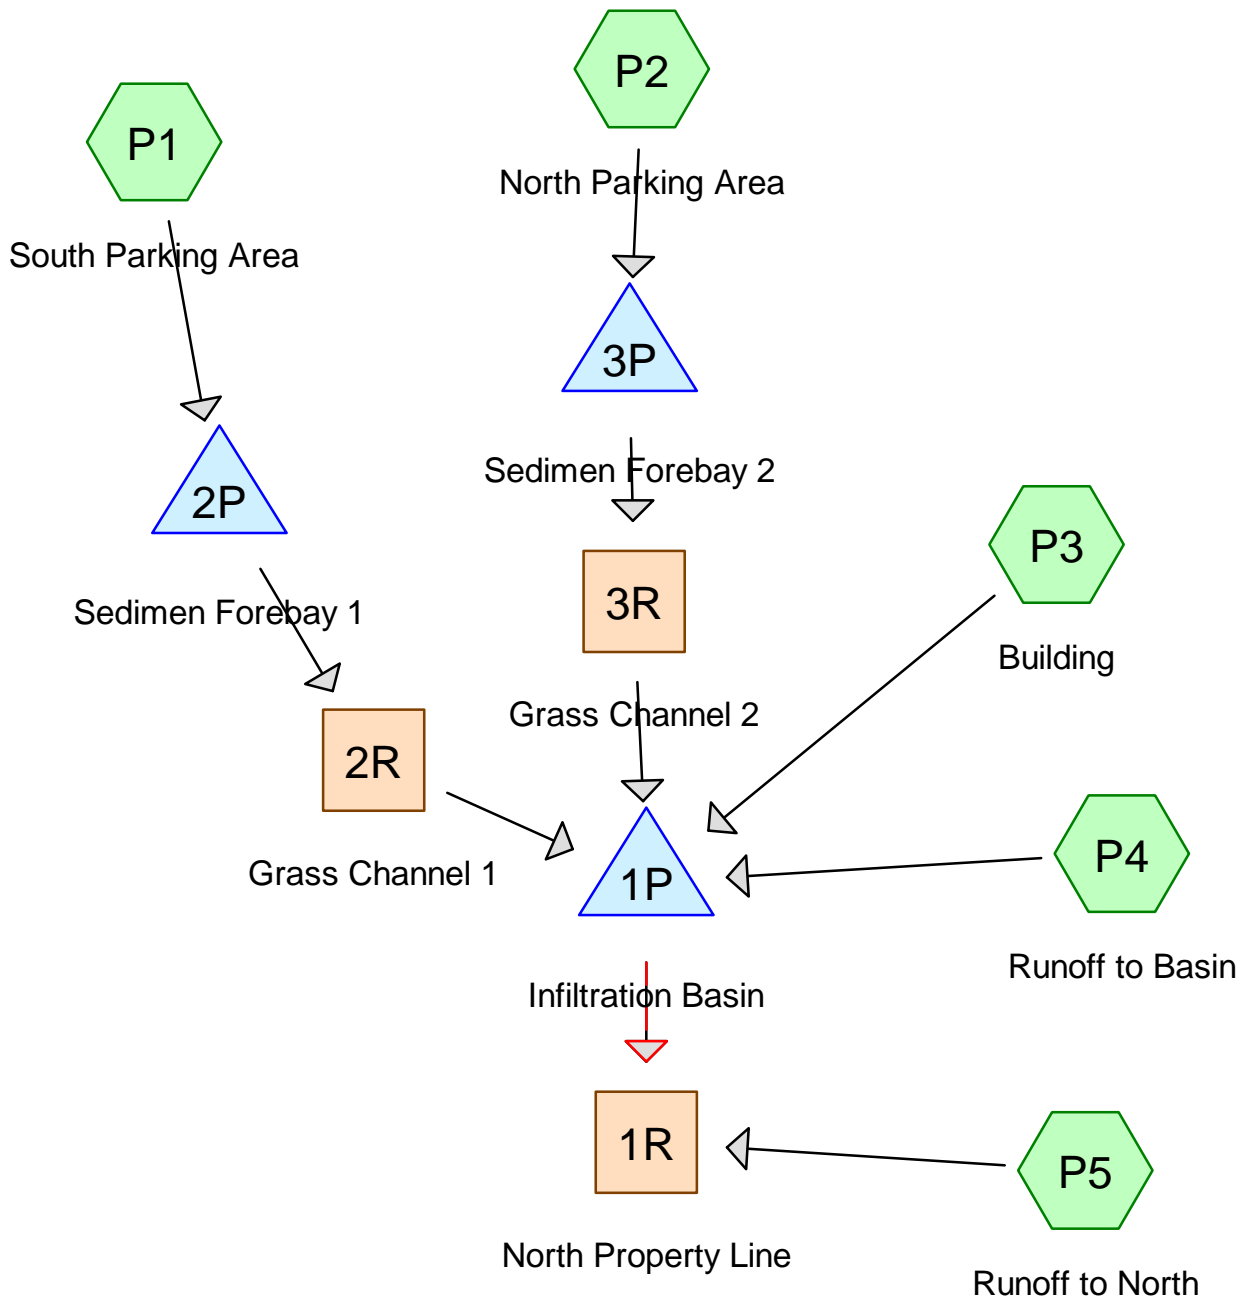 P2
P1
North Parking Area
South Parking Area
3P
Sedimen Forebay 2
2P
P3
Sedimen Forebay 1
3R
Building
Grass Channel 2
2R
P4
Grass Channel 1
1P
Runoff to Basin
Infiltration Basin
1R
P5
North Property Line
Runoff to North